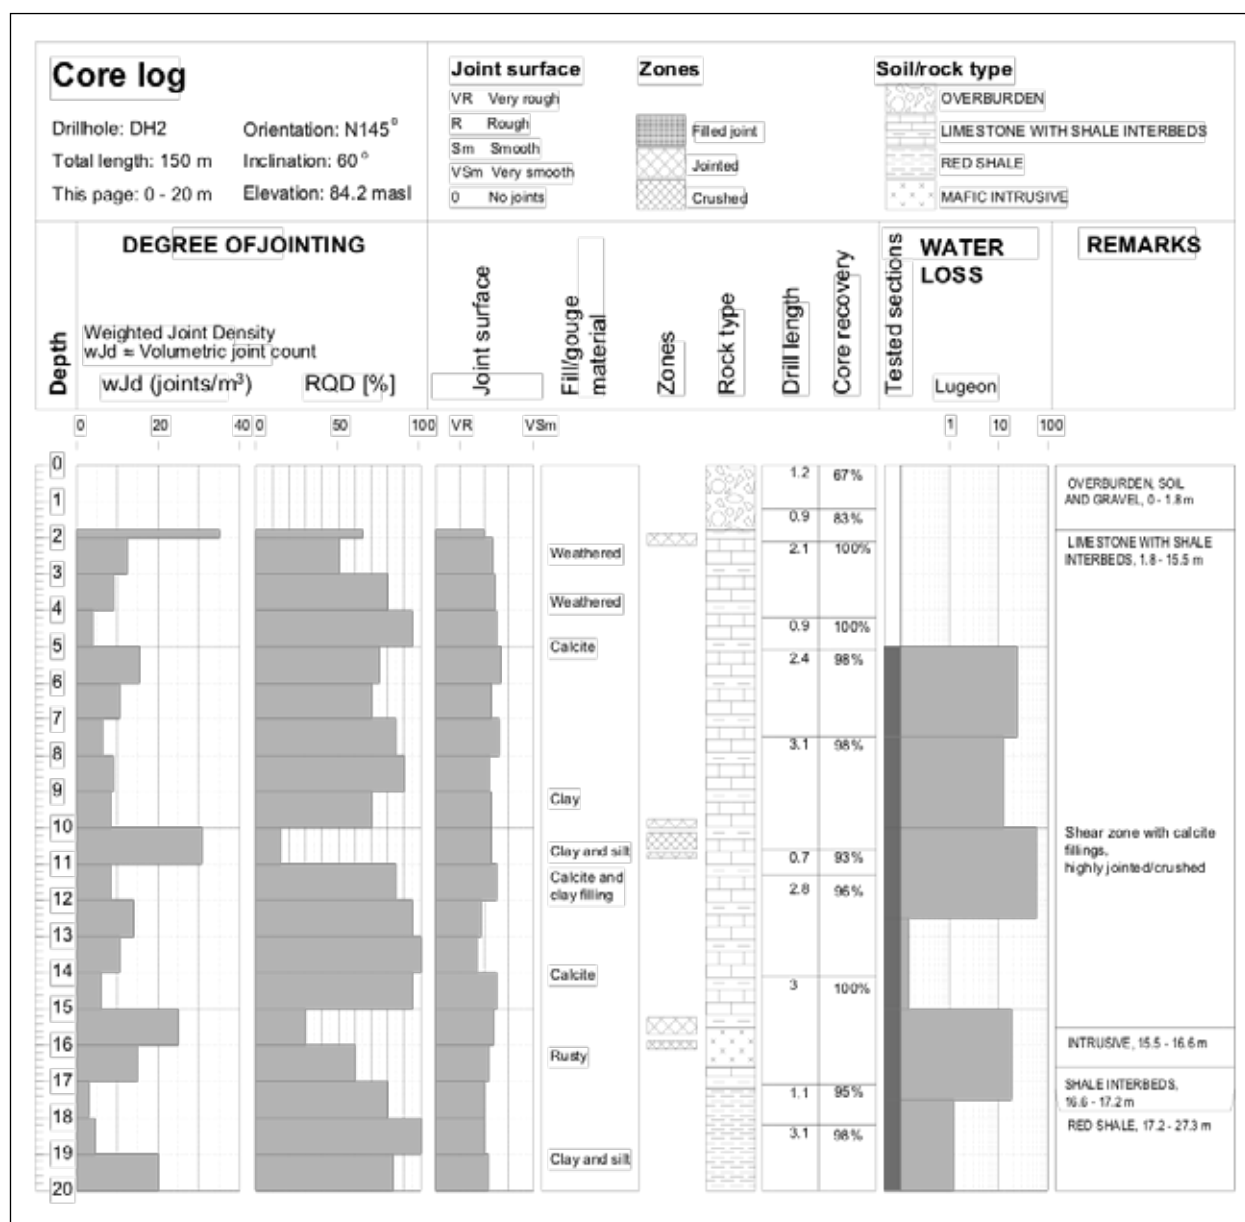 Core log
Drillhole: DH2
Orientation: N145°
Total length: 150 m
Inclination: 60°
This page: 0 - 20 m
Elevation: 84.2 masl
Joint surface
VR Very rough
R Rough
Sm Smooth
VSm Very smooth
0 No joints
Zones
Filled joint
Jointed
Crushed
Soil/rock type
OVERBURDEN
LIMESTONE WITH SHALE INTERBEDS
RED SHALE
MAFIC INTRUSIVE
Depth
DEGREE OFJOINTING
Weighted Joint Density
wJd ≈ Volumetric joint count
wJd (joints/m³)
RQD [%]
Joint surface
Fill/gouge
material
Zones
Rock type
Drill length
Core recovery
Tested sections
WATER
LOSS
Lugeon
REMARKS
0 20 40 0 50 100 VR VSm 1 10 100
0
1
2
3
4
5
6
7
8
9
10
11
12
13
14
15
16
17
18
19
20
Weathered
Weathered
Calcite
Clay
Clay and silt
Calcite and
clay filling
Calcite
Rusty
Clay and silt
1.2 67%
0.9 83%
2.1 100%
0.9 100%
2.4 98%
3.1 98%
0.7 93%
2.8 96%
3 100%
1.1 95%
3.1 98%
OVERBURDEN, SOIL
AND GRAVEL, 0 - 1.8 m
LIMESTONE WITH SHALE
INTERBEDS, 1.8 - 15.5 m
Shear zone with calcite
fillings,
highly jointed/crushed
INTRUSIVE, 15.5 - 16.6 m
SHALE INTERBEDS,
16.6 - 17.2 m
RED SHALE, 17.2 - 27.3 m